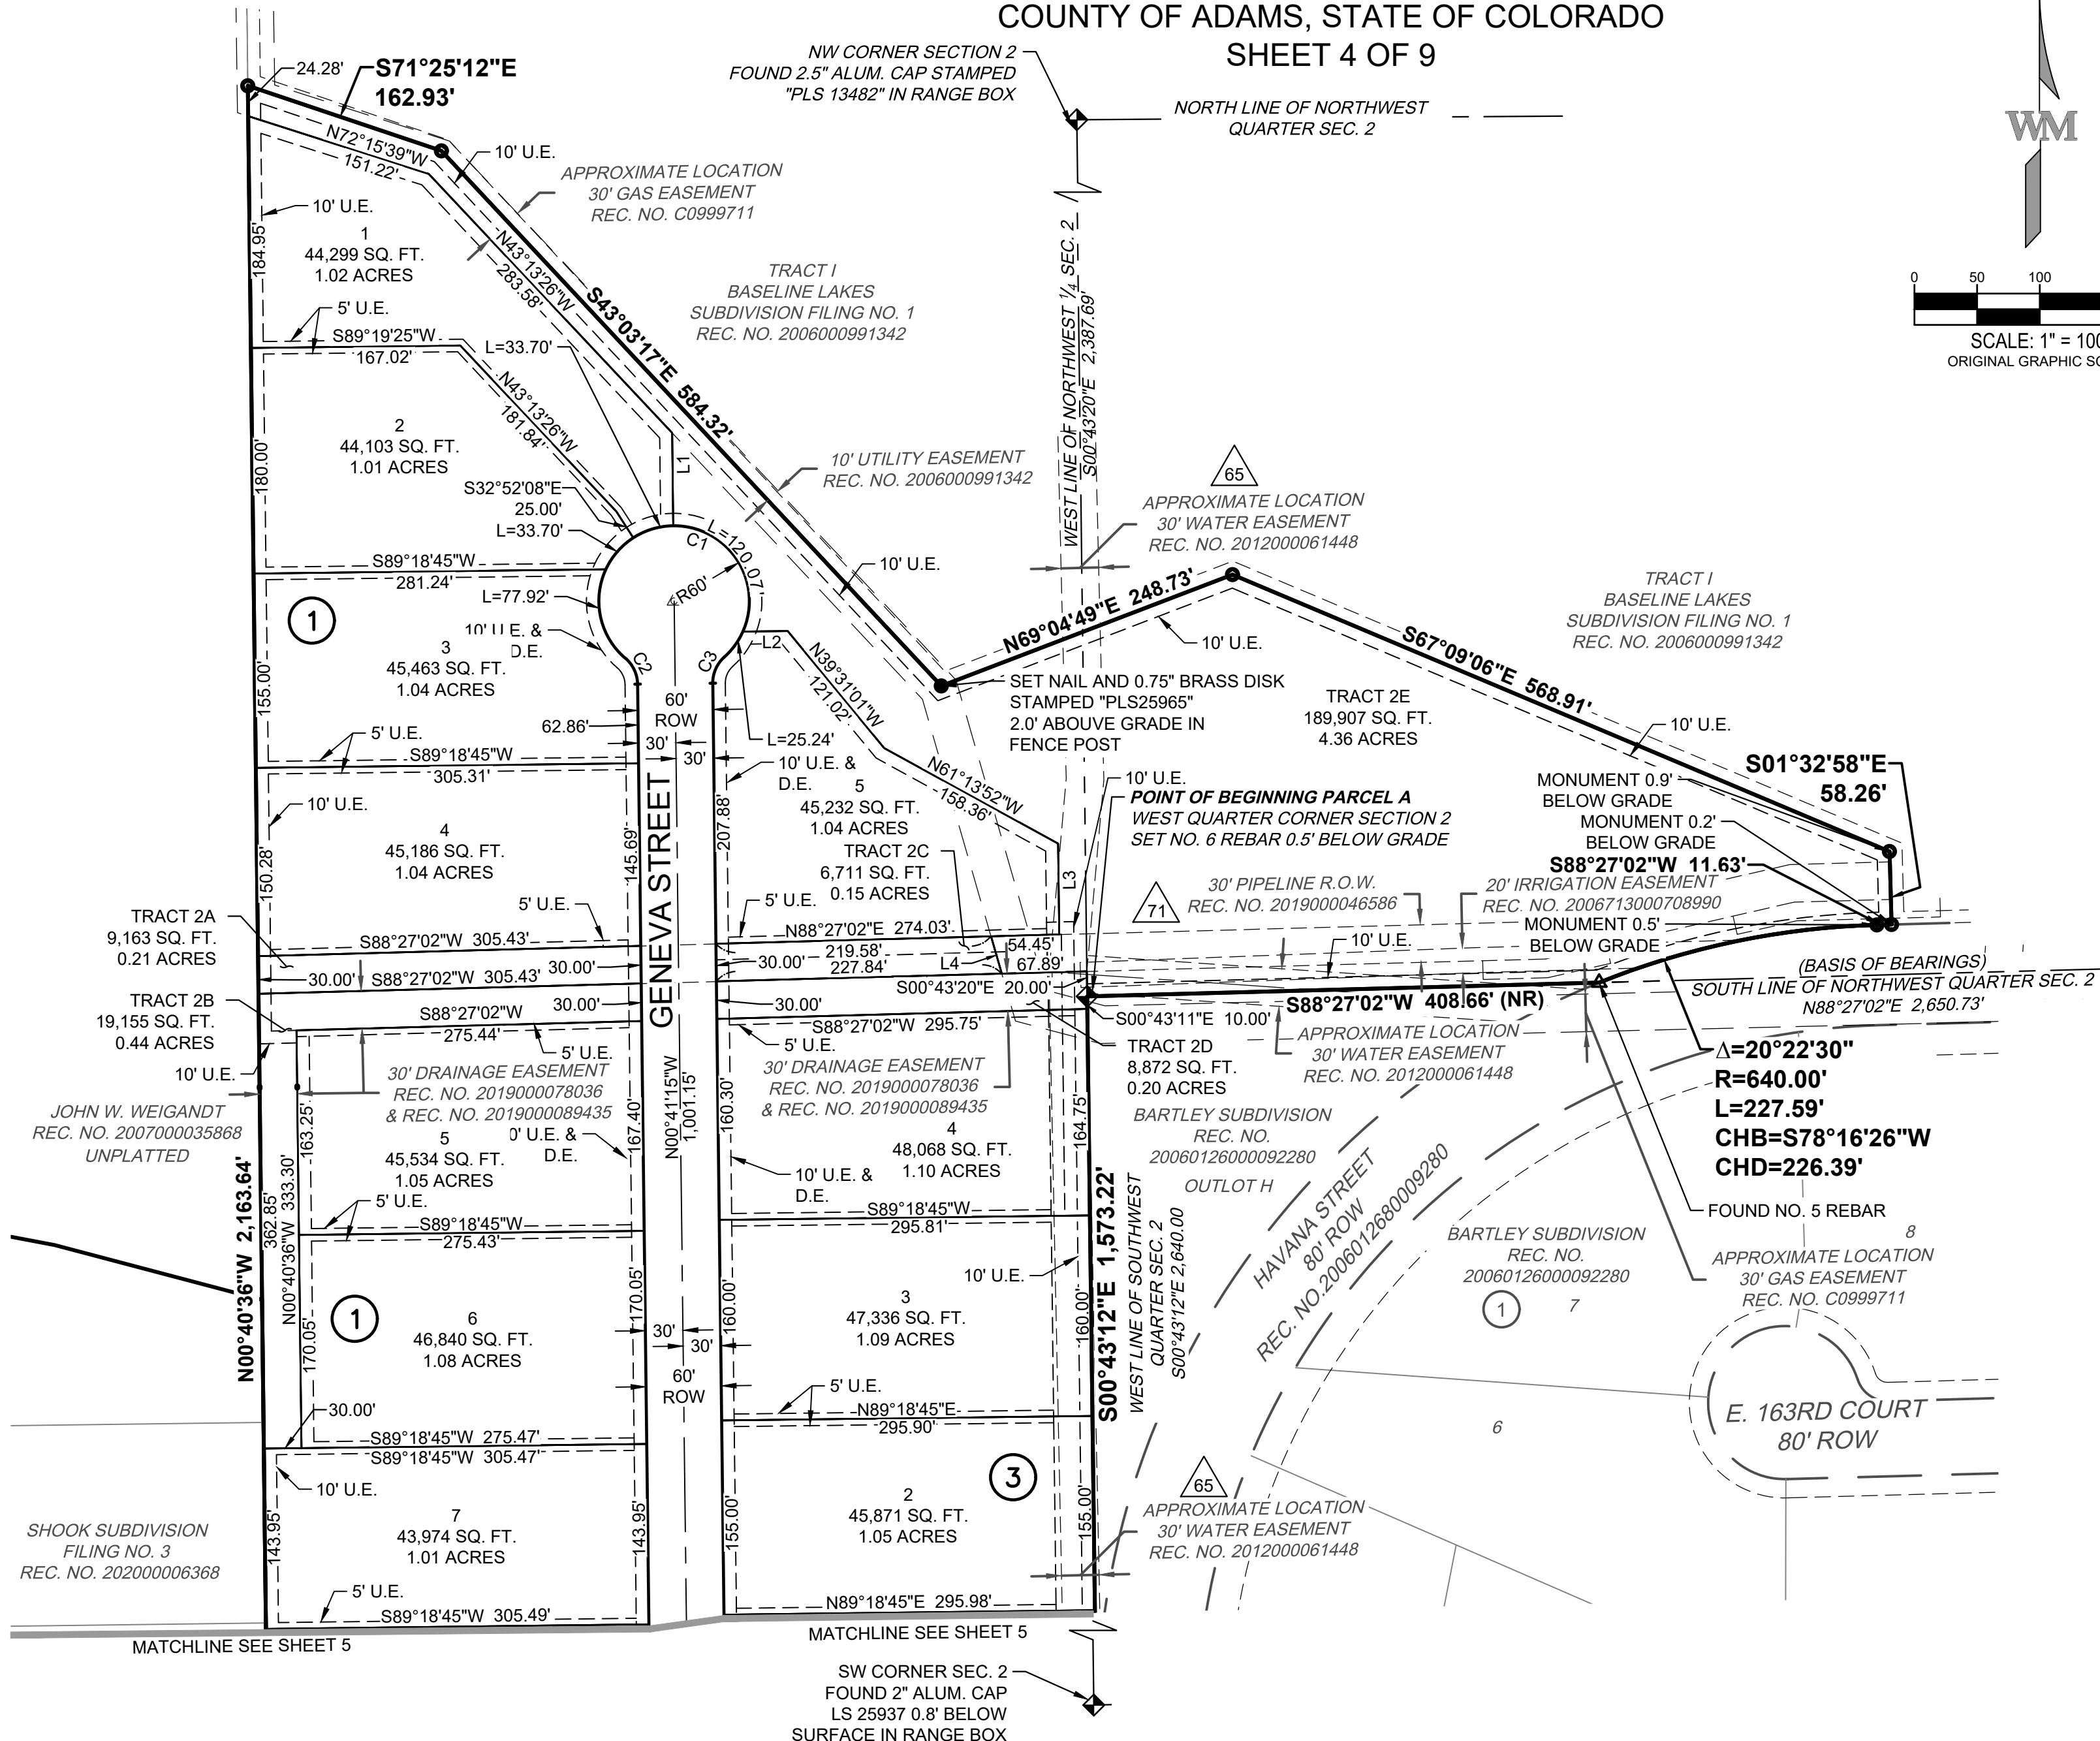 COUNTY OF ADAMS, STATE OF COLORADO
SHEET 4 OF 9
NW CORNER SECTION 2
FOUND 2.5" ALUM. CAP STAMPED
"PLS 13482" IN RANGE BOX
NORTH LINE OF NORTHWEST
QUARTER SEC. 2
WM
0 50 100
SCALE: 1" = 100
ORIGINAL GRAPHIC SC
24.28'
S71°25'12"E
162.93'
N72°15'39"W
151.22'
10' U.E.
APPROXIMATE LOCATION
30' GAS EASEMENT
REC. NO. C0999711
10' U.E.
184.95'
1
44,299 SQ. FT.
1.02 ACRES
N43°13'26"W
283.58'
S43°03'17"E 584.32'
TRACT I
BASELINE LAKES
SUBDIVISION FILING NO. 1
REC. NO. 2006000991342
WEST LINE OF NORTHWEST 1/4 SEC. 2
S00°43'20"E 2,387.69'
5' U.E.
S89°19'25"W
167.02'
L=33.70'
N43°13'26"W
181.84'
L1
2
44,103 SQ. FT.
1.01 ACRES
180.00'
S32°52'08"E
25.00'
L=33.70'
10' UTILITY EASEMENT
REC. NO. 2006000991342
65
APPROXIMATE LOCATION
30' WATER EASEMENT
REC. NO. 2012000061448
S89°18'45"W
281.24'
L=77.92'
C1
L=120.07'
R60'
10' U.E.
1
10' U.E. &
D.E.
3
45,463 SQ. FT.
1.04 ACRES
155.00'
C2
C3
L2
N39°31'01"W
121.02'
N69°04'49"E 248.73'
10' U.E.
TRACT I
BASELINE LAKES
SUBDIVISION FILING NO. 1
REC. NO. 2006000991342
S67°09'06"E 568.91'
10' U.E.
SET NAIL AND 0.75" BRASS DISK
STAMPED "PLS25965"
2.0' ABOUVE GRADE IN
FENCE POST
TRACT 2E
189,907 SQ. FT.
4.36 ACRES
60'
ROW
62.86'
30'
30'
L=25.24'
5' U.E.
S89°18'45"W
305.31'
10' U.E. &
D.E.
N61°13'52"W
158.36'
5
45,232 SQ. FT.
1.04 ACRES
10' U.E.
POINT OF BEGINNING PARCEL A
WEST QUARTER CORNER SECTION 2
SET NO. 6 REBAR 0.5' BELOW GRADE
MONUMENT 0.9'
BELOW GRADE
S01°32'58"E
58.26'
MONUMENT 0.2'
BELOW GRADE
S88°27'02"W 11.63'
10' U.E.
4
45,186 SQ. FT.
1.04 ACRES
150.28'
145.69'
GENEVA STREET
207.88'
TRACT 2C
6,711 SQ. FT.
0.15 ACRES
L3
71
30' PIPELINE R.O.W.
REC. NO. 2019000046586
20' IRRIGATION EASEMENT
REC. NO. 2006713000708990
MONUMENT 0.5'
BELOW GRADE
5' U.E.
5' U.E.
TRACT 2A
9,163 SQ. FT.
0.21 ACRES
S88°27'02"W 305.43'
30.00'
30.00'
S88°27'02"W 305.43'
N88°27'02"E 274.03'
219.58'
54.45'
30.00'
227.84'
L4
67.89'
10' U.E.
S00°43'20"E 20.00'
(BASIS OF BEARINGS)
SOUTH LINE OF NORTHWEST QUARTER SEC. 2
N88°27'02"E 2,650.73'
TRACT 2B
19,155 SQ. FT.
0.44 ACRES
30.00'
30.00'
S88°27'02"W
275.44'
5' U.E.
S88°27'02"W 295.75'
5' U.E.
S88°27'02"W 408.66' (NR)
S00°43'11"E 10.00'
TRACT 2D
8,872 SQ. FT.
0.20 ACRES
APPROXIMATE LOCATION
30' WATER EASEMENT
REC. NO. 2012000061448
Δ=20°22'30"
R=640.00'
L=227.59'
CHB=S78°16'26"W
CHD=226.39'
FOUND NO. 5 REBAR
10' U.E.
30' DRAINAGE EASEMENT
REC. NO. 2019000078036
& REC. NO. 2019000089435
30' DRAINAGE EASEMENT
REC. NO. 2019000078036
& REC. NO. 2019000089435
JOHN W. WEIGANDT
REC. NO. 2007000035868
UNPLATTED
N00°40'36"W 2,163.64'
362.85'
N00°40'36"W 333.30'
163.25'
5
45,534 SQ. FT.
1.05 ACRES
0' U.E. &
D.E.
167.40'
N00°41'15"W
1,001.15'
160.30'
4
48,068 SQ. FT.
1.10 ACRES
10' U.E. &
D.E.
164.75'
BARTLEY SUBDIVISION
REC. NO.
20060126000092280
OUTLOT H
5' U.E.
S89°18'45"W
275.43'
S89°18'45"W
295.81'
S00°43'12"E 1,573.22'
WEST LINE OF SOUTHWEST
QUARTER SEC. 2
S00°43'12"E 2,640.00
HAVANA STREET
80' ROW
REC. NO.2006012680009280
BARTLEY SUBDIVISION
REC. NO.
20060126000092280
1
7
8
APPROXIMATE LOCATION
30' GAS EASEMENT
REC. NO. C0999711
170.05'
6
46,840 SQ. FT.
1.08 ACRES
1
170.05'
30'
30'
60'
ROW
160.00'
3
47,336 SQ. FT.
1.09 ACRES
10' U.E.
160.00'
5' U.E.
N89°18'45"E
295.90'
30.00'
S89°18'45"W 275.47'
S89°18'45"W 305.47'
10' U.E.
6
E. 163RD COURT
80' ROW
3
SHOOK SUBDIVISION
FILING NO. 3
REC. NO. 202000006368
143.95'
7
43,974 SQ. FT.
1.01 ACRES
143.95'
155.00'
2
45,871 SQ. FT.
1.05 ACRES
155.00'
65
APPROXIMATE LOCATION
30' WATER EASEMENT
REC. NO. 2012000061448
5' U.E.
S89°18'45"W 305.49'
N89°18'45"E 295.98'
MATCHLINE SEE SHEET 5
MATCHLINE SEE SHEET 5
SW CORNER SEC. 2
FOUND 2" ALUM. CAP
LS 25937 0.8' BELOW
SURFACE IN RANGE BOX